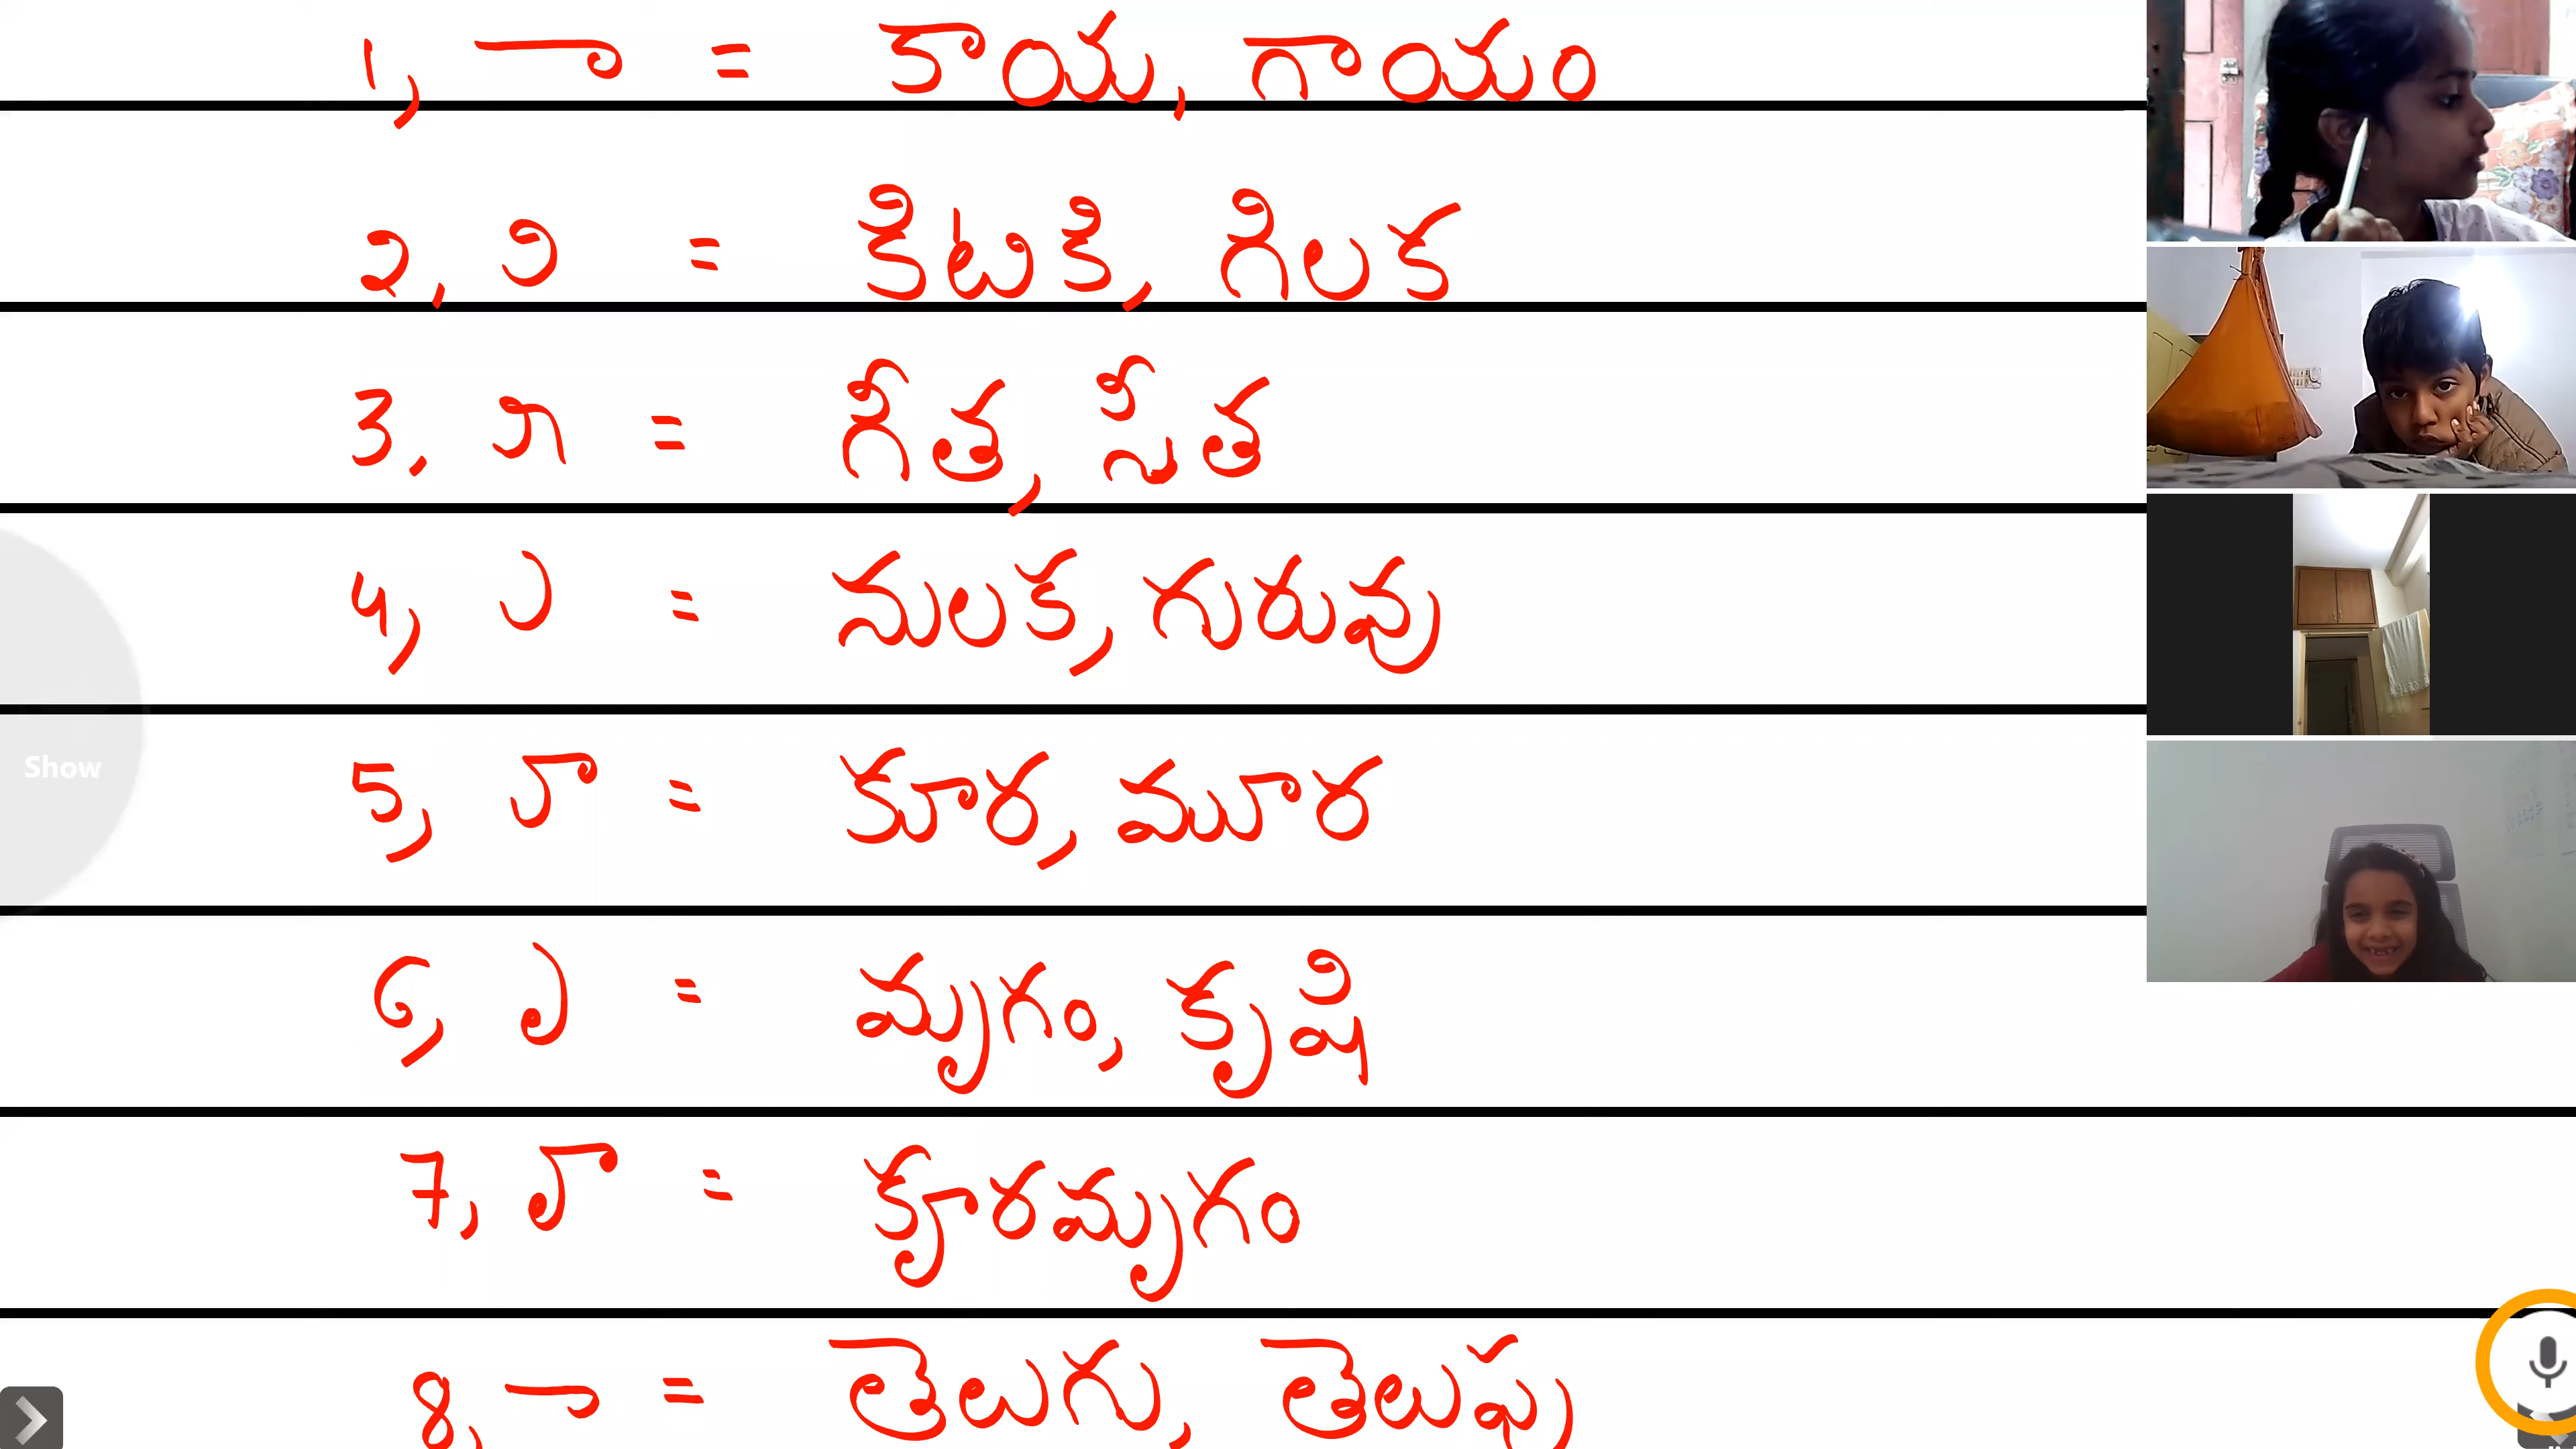 1, ా = కాయ, గాయం
2, ి = కిటికి, గిలక
3. ీ = గీత, సీత
4, ు = నులక, గురువు
5, ూ = కూర, మూర
6, ృ = మృగం, కృషి
7, ౄ = కౄరమృగం
8, ె = తెలుగు, తెలుపు
Show